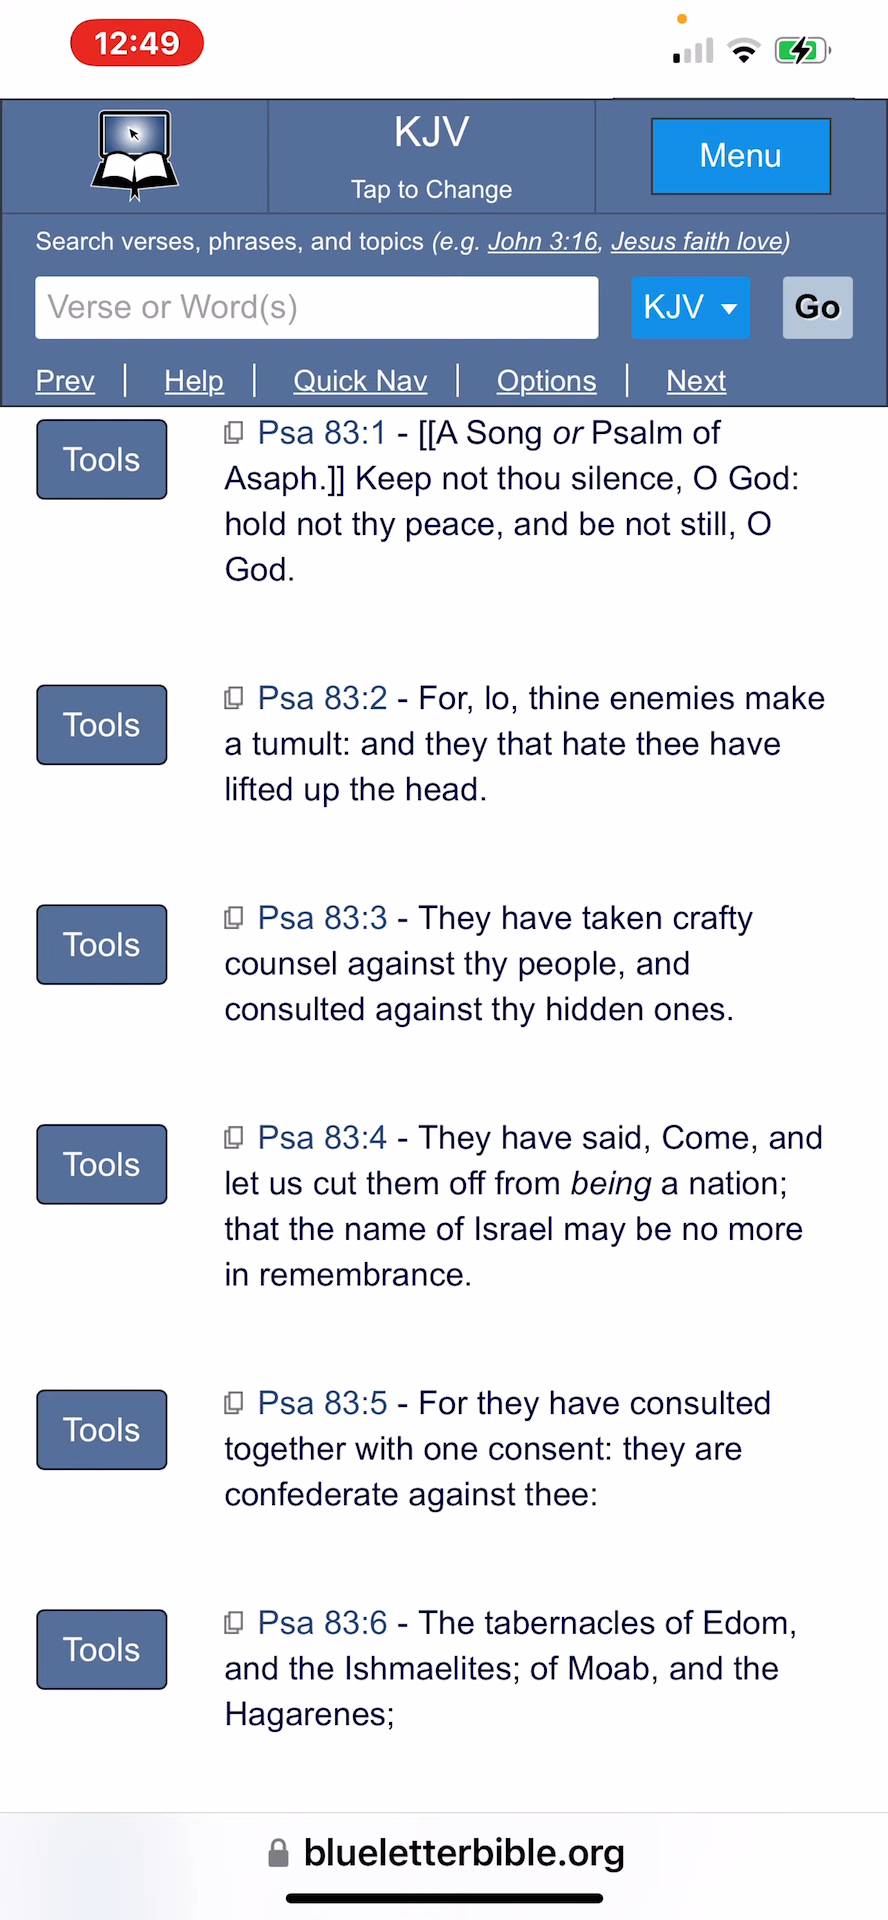 12:49
KJV
Tap to Change
Menu
Search verses, phrases, and topics (e.g. John 3:16, Jesus faith love)
Verse or Word(s)
KJV
Go
Prev | Help | Quick Nav | Options | Next
Tools
Psa 83:1 - [[A Song or Psalm of
Asaph.]] Keep not thou silence, O God:
hold not thy peace, and be not still, O
God.
Tools
Psa 83:2 - For, lo, thine enemies make
a tumult: and they that hate thee have
lifted up the head.
Tools
Psa 83:3 - They have taken crafty
counsel against thy people, and
consulted against thy hidden ones.
Tools
Psa 83:4 - They have said, Come, and
let us cut them off from being a nation;
that the name of Israel may be no more
in remembrance.
Tools
Psa 83:5 - For they have consulted
together with one consent: they are
confederate against thee:
Tools
Psa 83:6 - The tabernacles of Edom,
and the Ishmaelites; of Moab, and the
Hagarenes;
blueletterbible.org